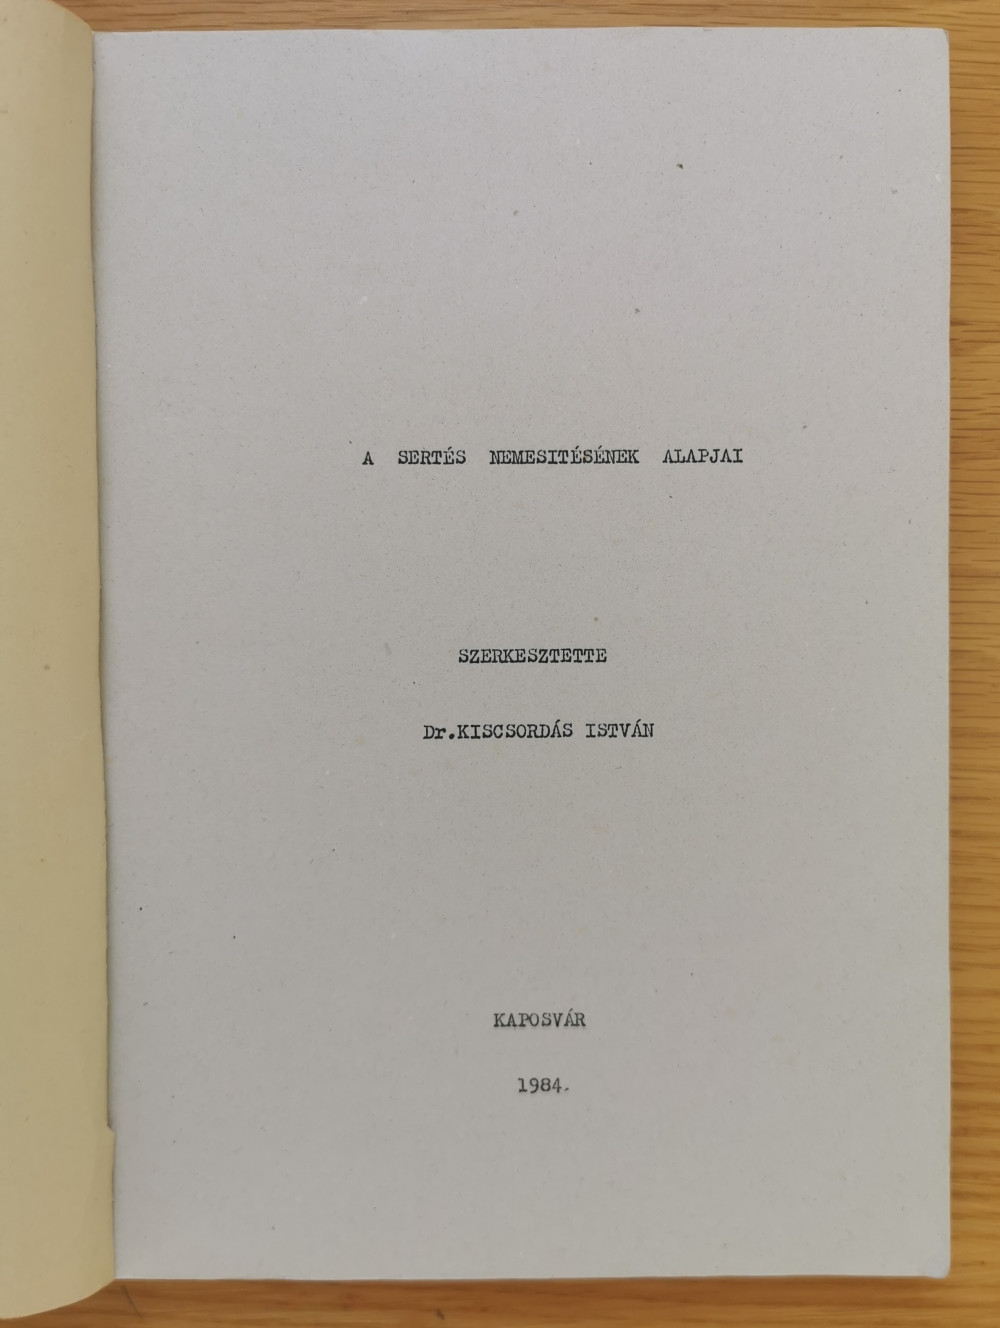 A SERTÉS NEMESITÉSÉNEK ALAPJAI
SZERKESZTETTE
Dr.KISCSORDÁS ISTVÁN
KAPOSVÁR
1984.